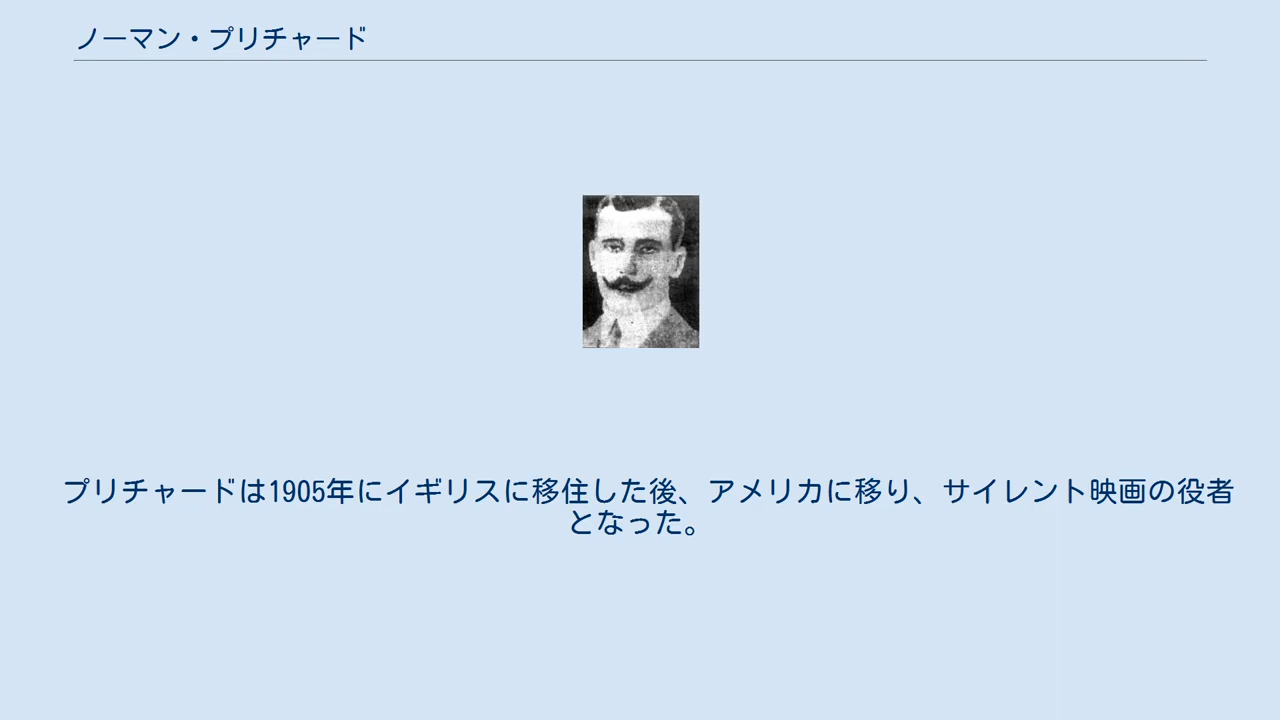 ノーマン・プリチャード
プリチャードは1905年にイギリスに移住した後、アメリカに移り、サイレント映画の役者
となった。